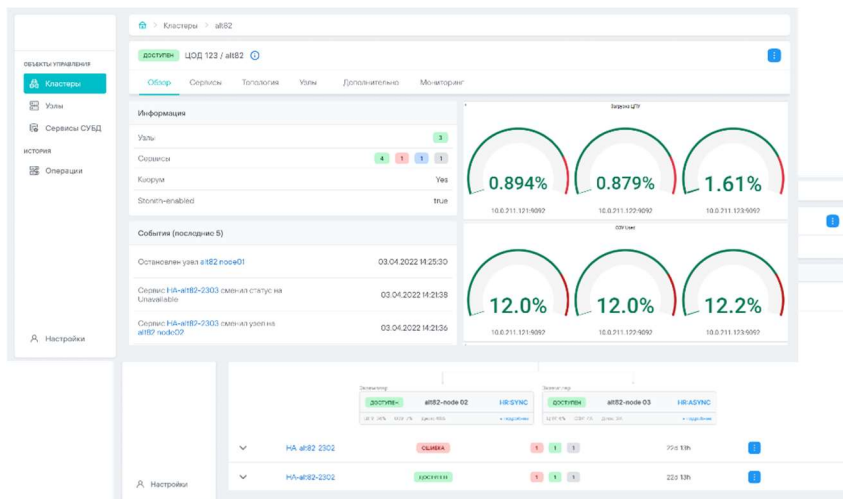 Кластеры > alt82
ДОСТУПЕН ЦОД 123 / alt82
Обзор Сервисы Топология Узлы Дополнительно Мониторинг
ОБЪЕКТЫ УПРАВЛЕНИЯ
Кластеры
Узлы
Сервисы СУБД
ИСТОРИЯ
Операции
Настройки
Информация
Узлы 3
Сервисы 4 1 1 1
Кворум Yes
Stonith-enabled true
События (последние 5)
Остановлен узел alt82 node01 03.04.2022 14:25:30
Сервис HA-alt82-2303 сменил статус на
Unavailable 03.04.2022 14:21:38
Сервис HA-alt82-2303 сменил узел на
alt82 node02 03.04.2022 14:21:36
Загрузка ЦПУ
0.894% 0.879% 1.61%
10.0.211.121:9092 10.0.211.122:9092 10.0.211.123:9092
ОЗУ Used
12.0% 12.0% 12.2%
10.0.211.121:9092 10.0.211.122:9092 10.0.211.123:9092
ДОСТУПЕН alt82-node 02 HR:SYNC
ДОСТУПЕН alt82-node 03 HR:ASYNC
HA-alt82-2302 ОШИБКА 1 1 1 22d 13h
HA-alt82-2302 ДОСТУПЕН 1 1 1 22d 13h
Настройки